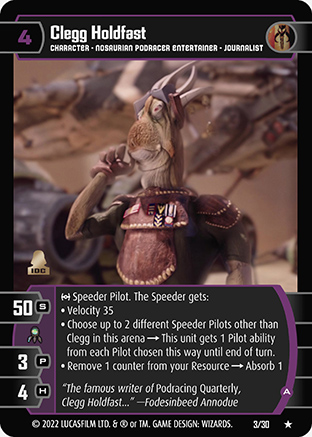 4
Clegg Holdfast
CHARACTER • NOSAURIAN PODRACER ENTERTAINER • JOURNALIST
IDC
50 S
3 P
4 H
Speeder Pilot. The Speeder gets:
• Velocity 35
• Choose up to 2 different Speeder Pilots other than
Clegg in this arena → This unit gets 1 Pilot ability
from each Pilot chosen this way until end of turn.
• Remove 1 counter from your Resource → Absorb 1
“The famous writer of Podracing Quarterly,
Clegg Holdfast...” —Fodesinbeed Annodue
A
© 2022 LUCASFILM LTD. & ® or TM. GAME DESIGN: WIZARDS.
3/30 ★